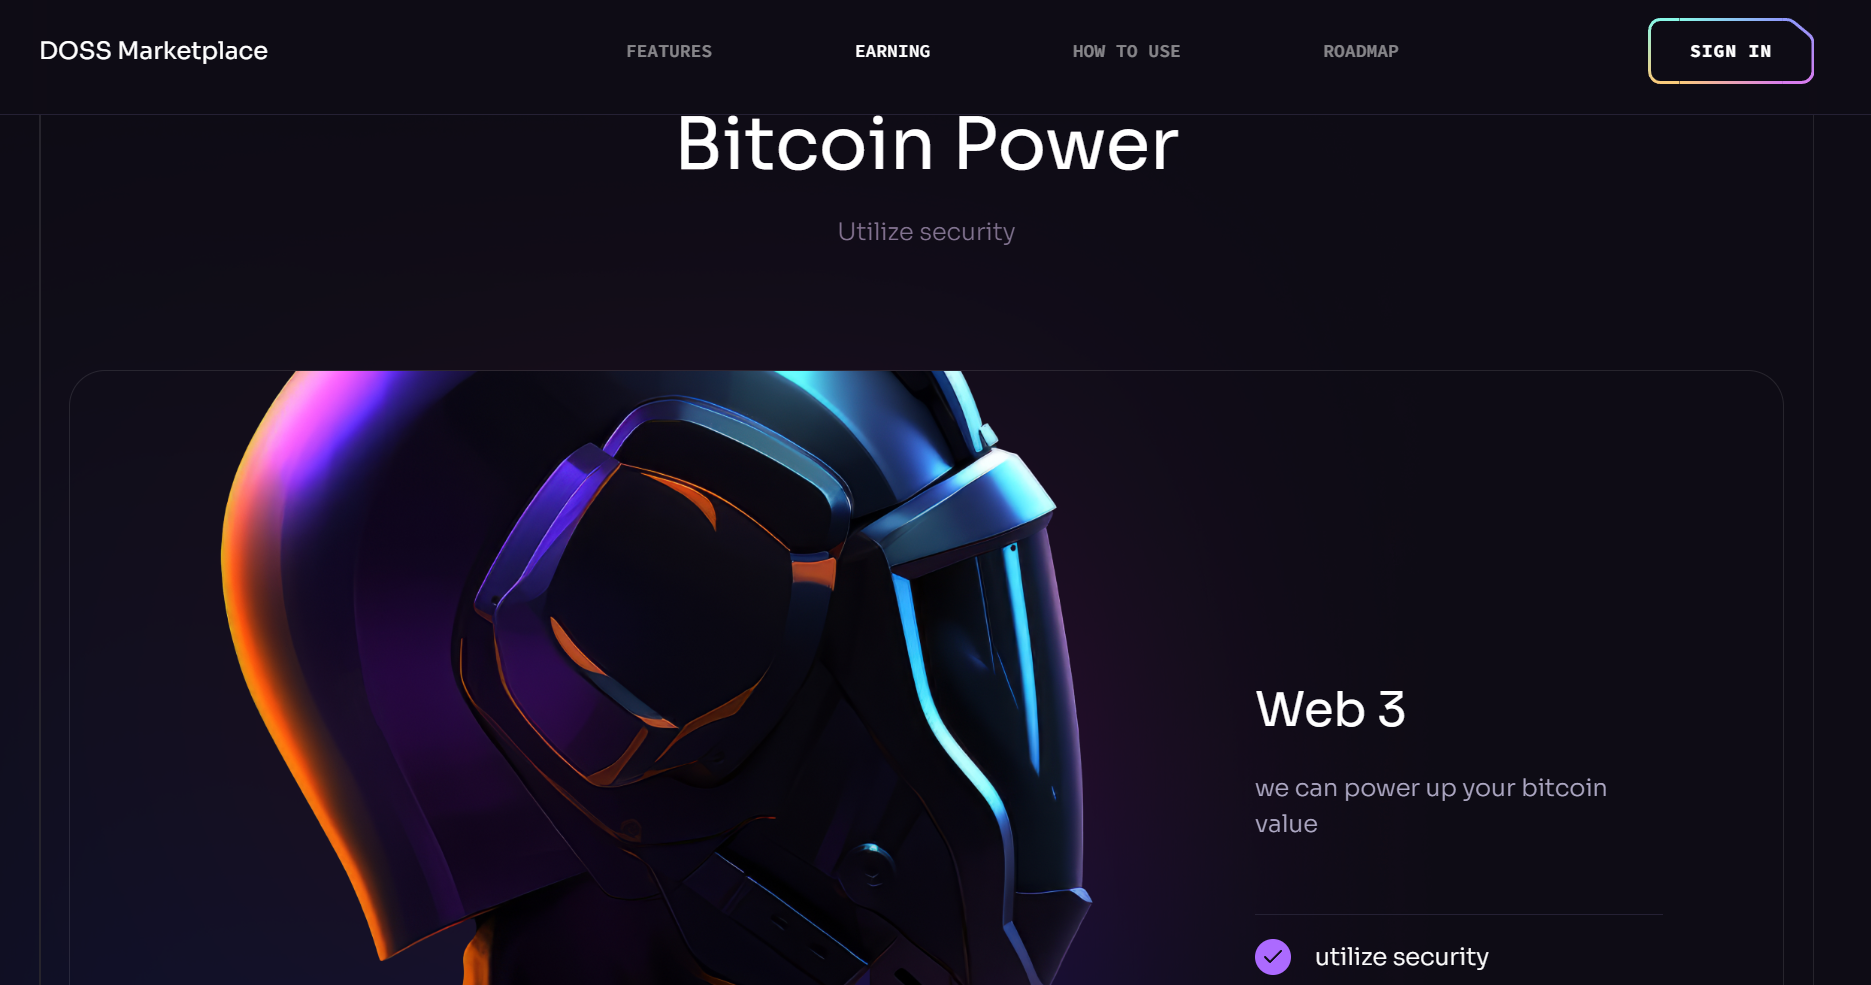 DOSS Marketplace
FEATURES
EARNING
HOW TO USE
ROADMAP
SIGN IN
Bitcoin Power
Utilize security
Web 3
we can power up your bitcoin
value
utilize security